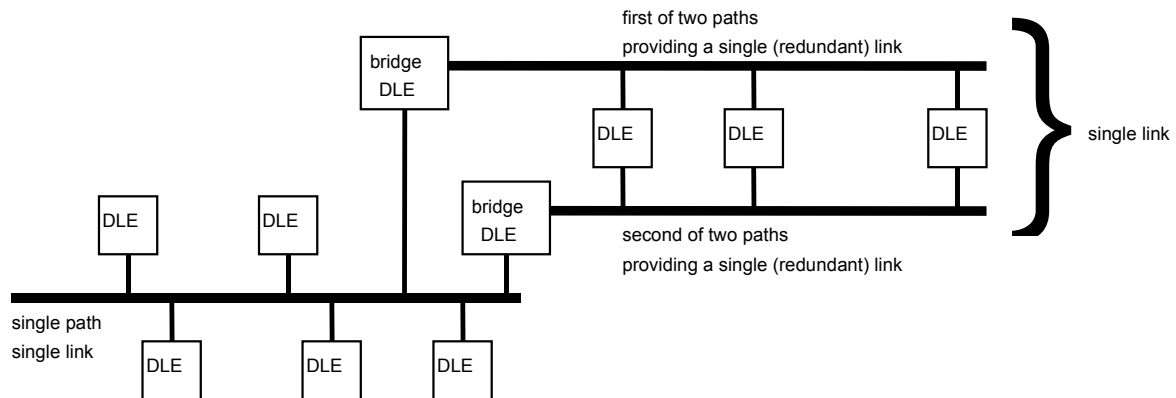 first of two paths
providing a single (redundant) link
bridge
DLE
DLE
DLE
DLE
single link
DLE
DLE
bridge
DLE
second of two paths
providing a single (redundant) link
single path
single link
DLE
DLE
DLE